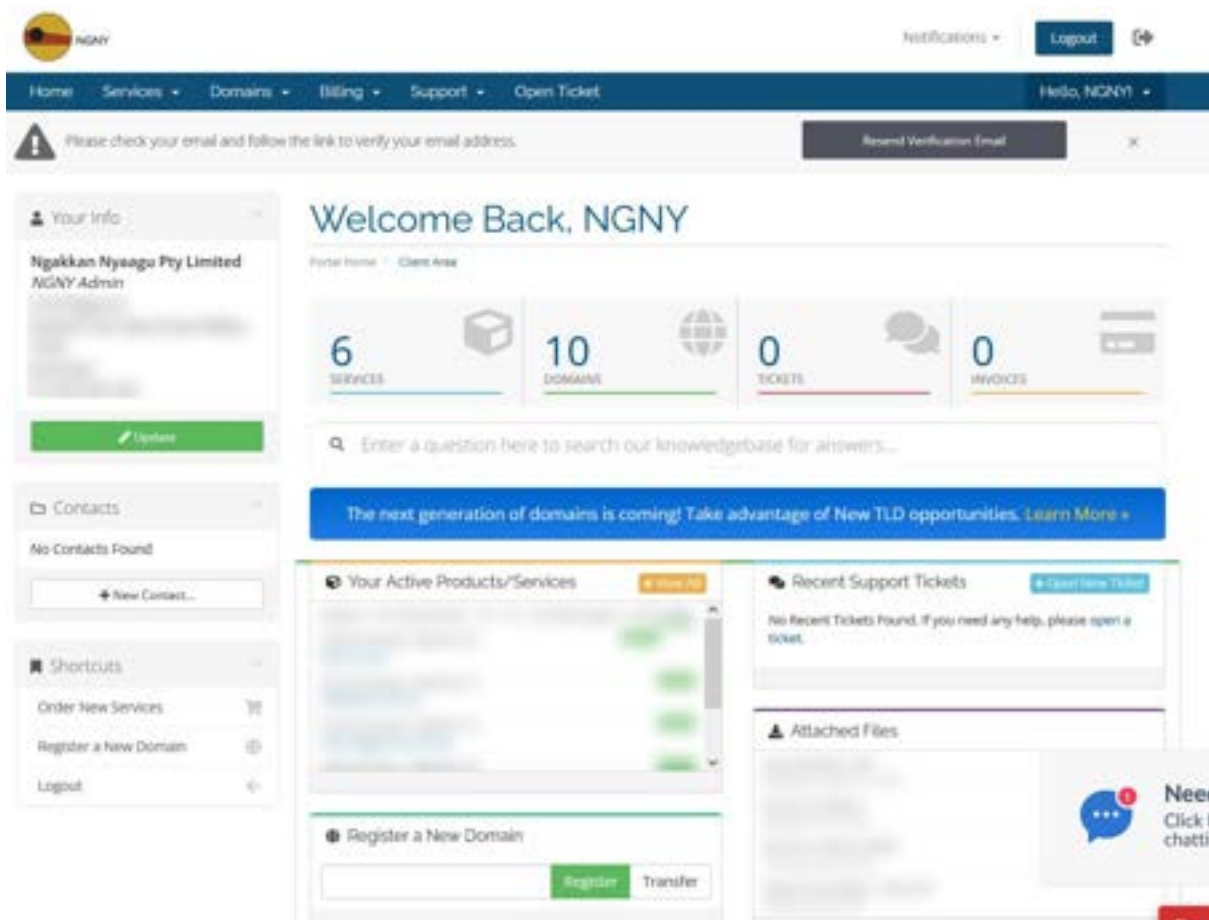 NGNY
Notifications
Logout
Home Services Domains Billing Support Open Ticket Hello, NGNY!
Please check your email and follow the link to verify your email address.
Resend Verification Email
Your Info
Ngakkan Nyaagu Pty Limited
NGNY Admin
Update
Contacts
No Contacts Found
+ New Contact...
Shortcuts
Order New Services
Register a New Domain
Logout
Welcome Back, NGNY
Portal Home / Client Area
6
SERVICES
10
DOMAINS
0
TICKETS
0
INVOICES
Enter a question here to search our knowledgebase for answers...
The next generation of domains is coming! Take advantage of New TLD opportunities. Learn More »
Your Active Products/Services
+ View All
Register a New Domain
Register Transfer
Recent Support Tickets
+ Open New Ticket
No Recent Tickets Found. If you need any help, please open a
ticket.
Attached Files
Need
Click
chatti